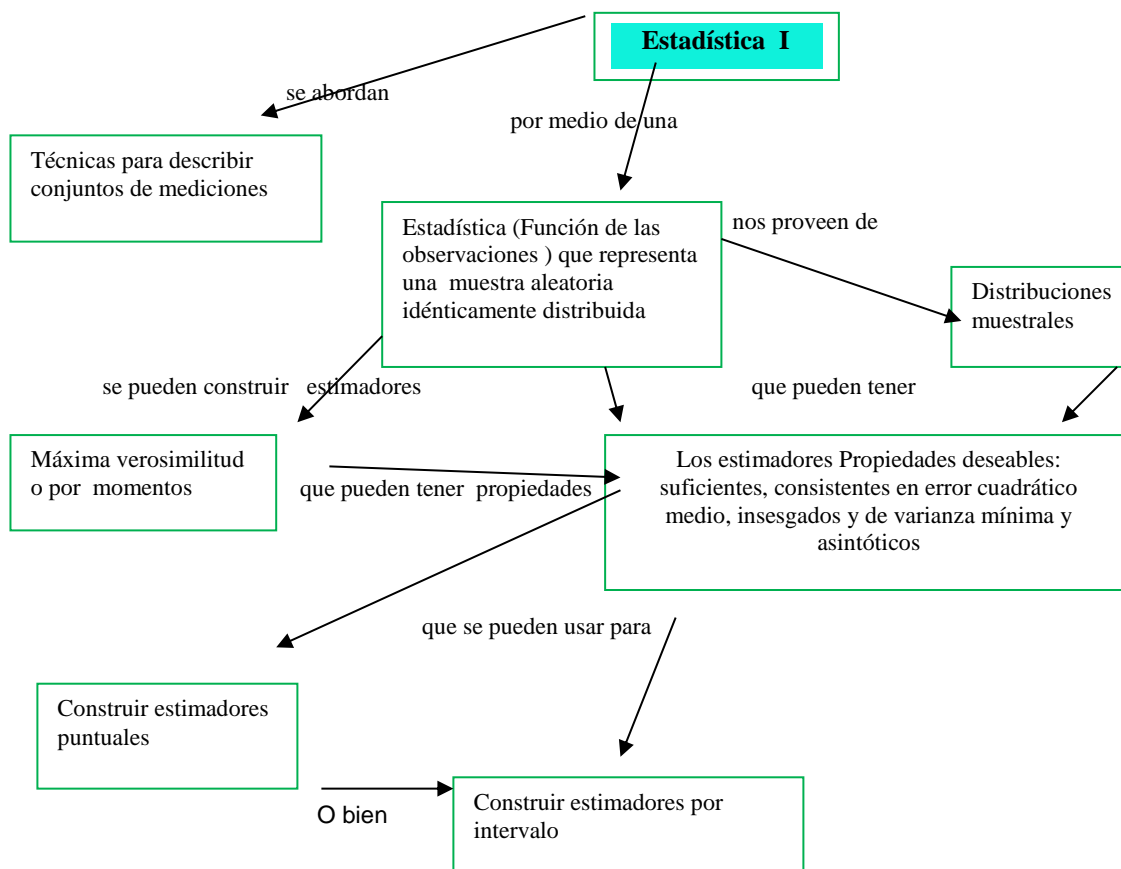 Estadística I
se abordan
por medio de una
Técnicas para describir
conjuntos de mediciones
Estadística (Función de las
observaciones ) que representa
una muestra aleatoria
idénticamente distribuida
nos proveen de
Distribuciones
muestrales
se pueden construir estimadores
que pueden tener
Máxima verosimilitud
o por momentos
que pueden tener propiedades
Los estimadores Propiedades deseables:
suficientes, consistentes en error cuadrático
medio, insesgados y de varianza mínima y
asintóticos
que se pueden usar para
Construir estimadores
puntuales
O bien
Construir estimadores por
intervalo